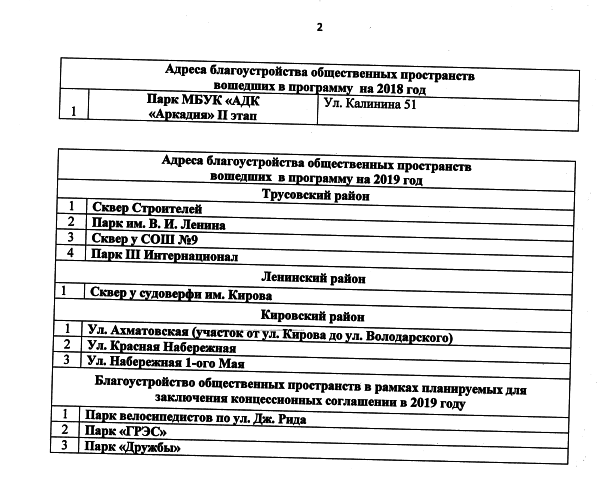 2
Адреса благоустройства общественных пространств
вошедших в программу на 2018 год
1 Парк МБУК «АДК Ул. Калинина 51
«Аркадия» II этап
Адреса благоустройства общественных пространств
вошедших в программу на 2019 год
Трусовский район
1 Сквер Строителей
2 Парк им. В. И. Ленина
3 Сквер у СОШ №9
4 Парк III Интернационал
Ленинский район
1 Сквер у судоверфи им. Кирова
Кировский район
1 Ул. Ахматовская (участок от ул. Кирова до ул. Володарского)
2 Ул. Красная Набережная
3 Ул. Набережная 1-ого Мая
Благоустройство общественных пространств в рамках планируемых для
заключения концессионных соглашении в 2019 году
1 Парк велосипедистов по ул. Дж. Рида
2 Парк «ГРЭС»
3 Парк «Дружбы»